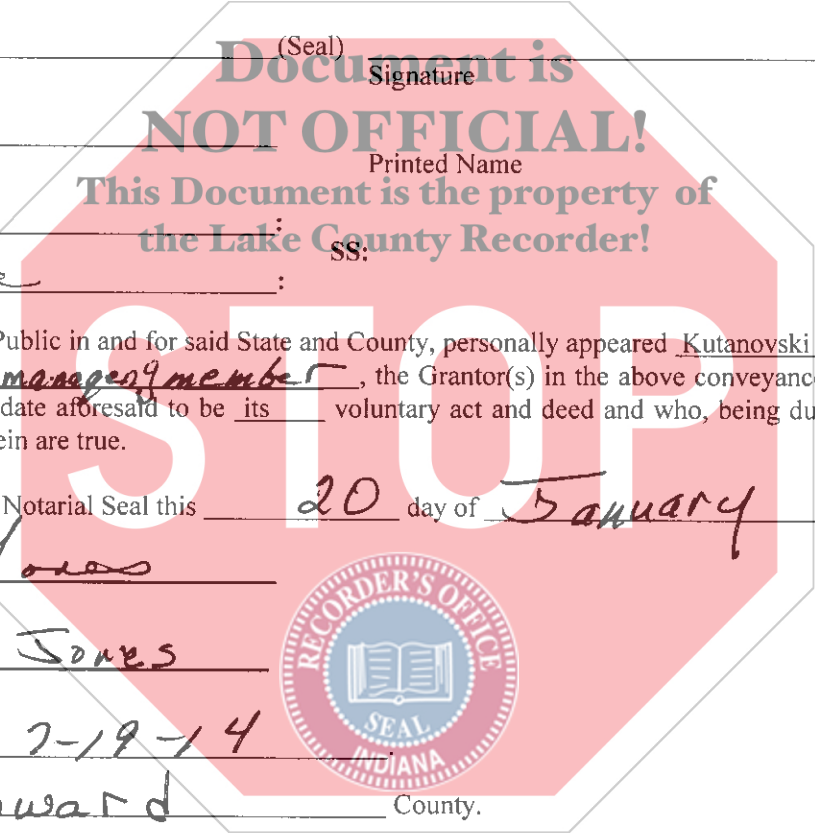 (Seal)
Document is
Signature
NOT OFFICIAL!
Printed Name
This Document is the property of
:
the Lake County Recorder!
SS:
:
Public in and for said State and County, personally appeared Kutanovski
member, the Grantor(s) in the above conveyance
date aforesaid to be its voluntary act and deed and who, being du
ein are true.
Notarial Seal this 20 day of January
Jones
Jones
7-19-14.
County.
STOP
RECORDER'S OFFICE
SEAL
INDIANA